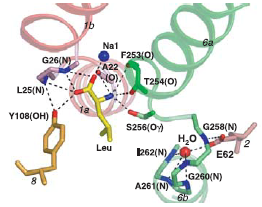 1b
6a
Na1
F253(O)
G26(N)
A22
(O)
T254(O)
L25(N)
Y108(OH)
1a
S256(Oγ)
Leu
H2O
G258(N)
I262(N)
E62
2
8
A261(N)
G260(N)
6b